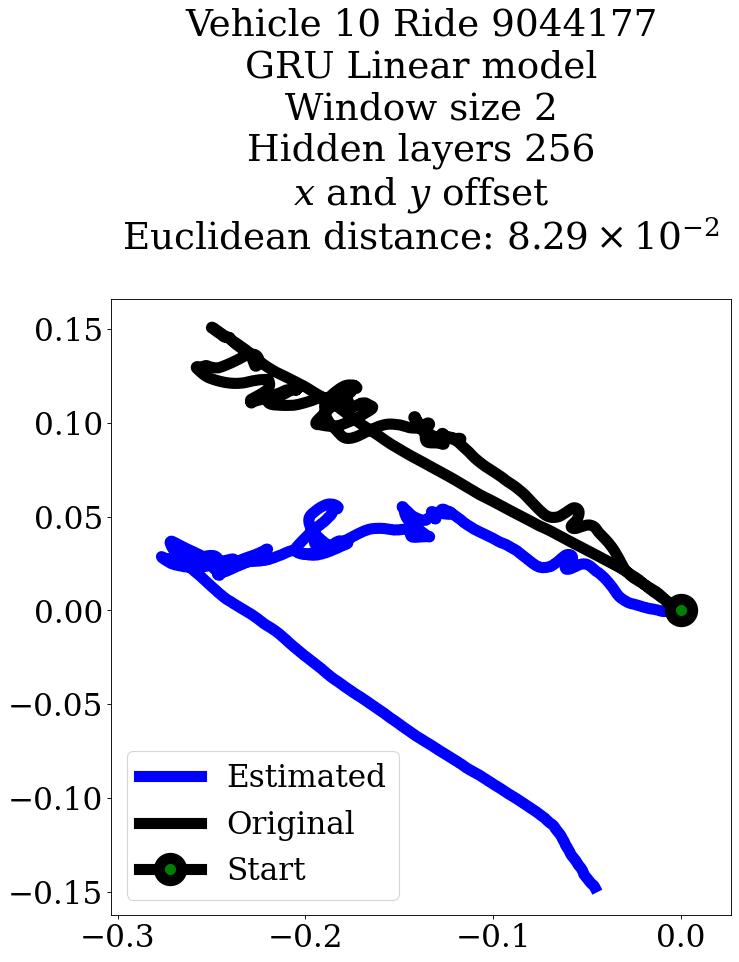 Vehicle 10 Ride 9044177
GRU Linear model
Window size 2
Hidden layers 256
x and y offset
Euclidean distance: 8.29 × 10⁻²
0.15
0.10
0.05
0.00
−0.05
−0.10
−0.15
Estimated
Original
Start
−0.3 −0.2 −0.1 0.0